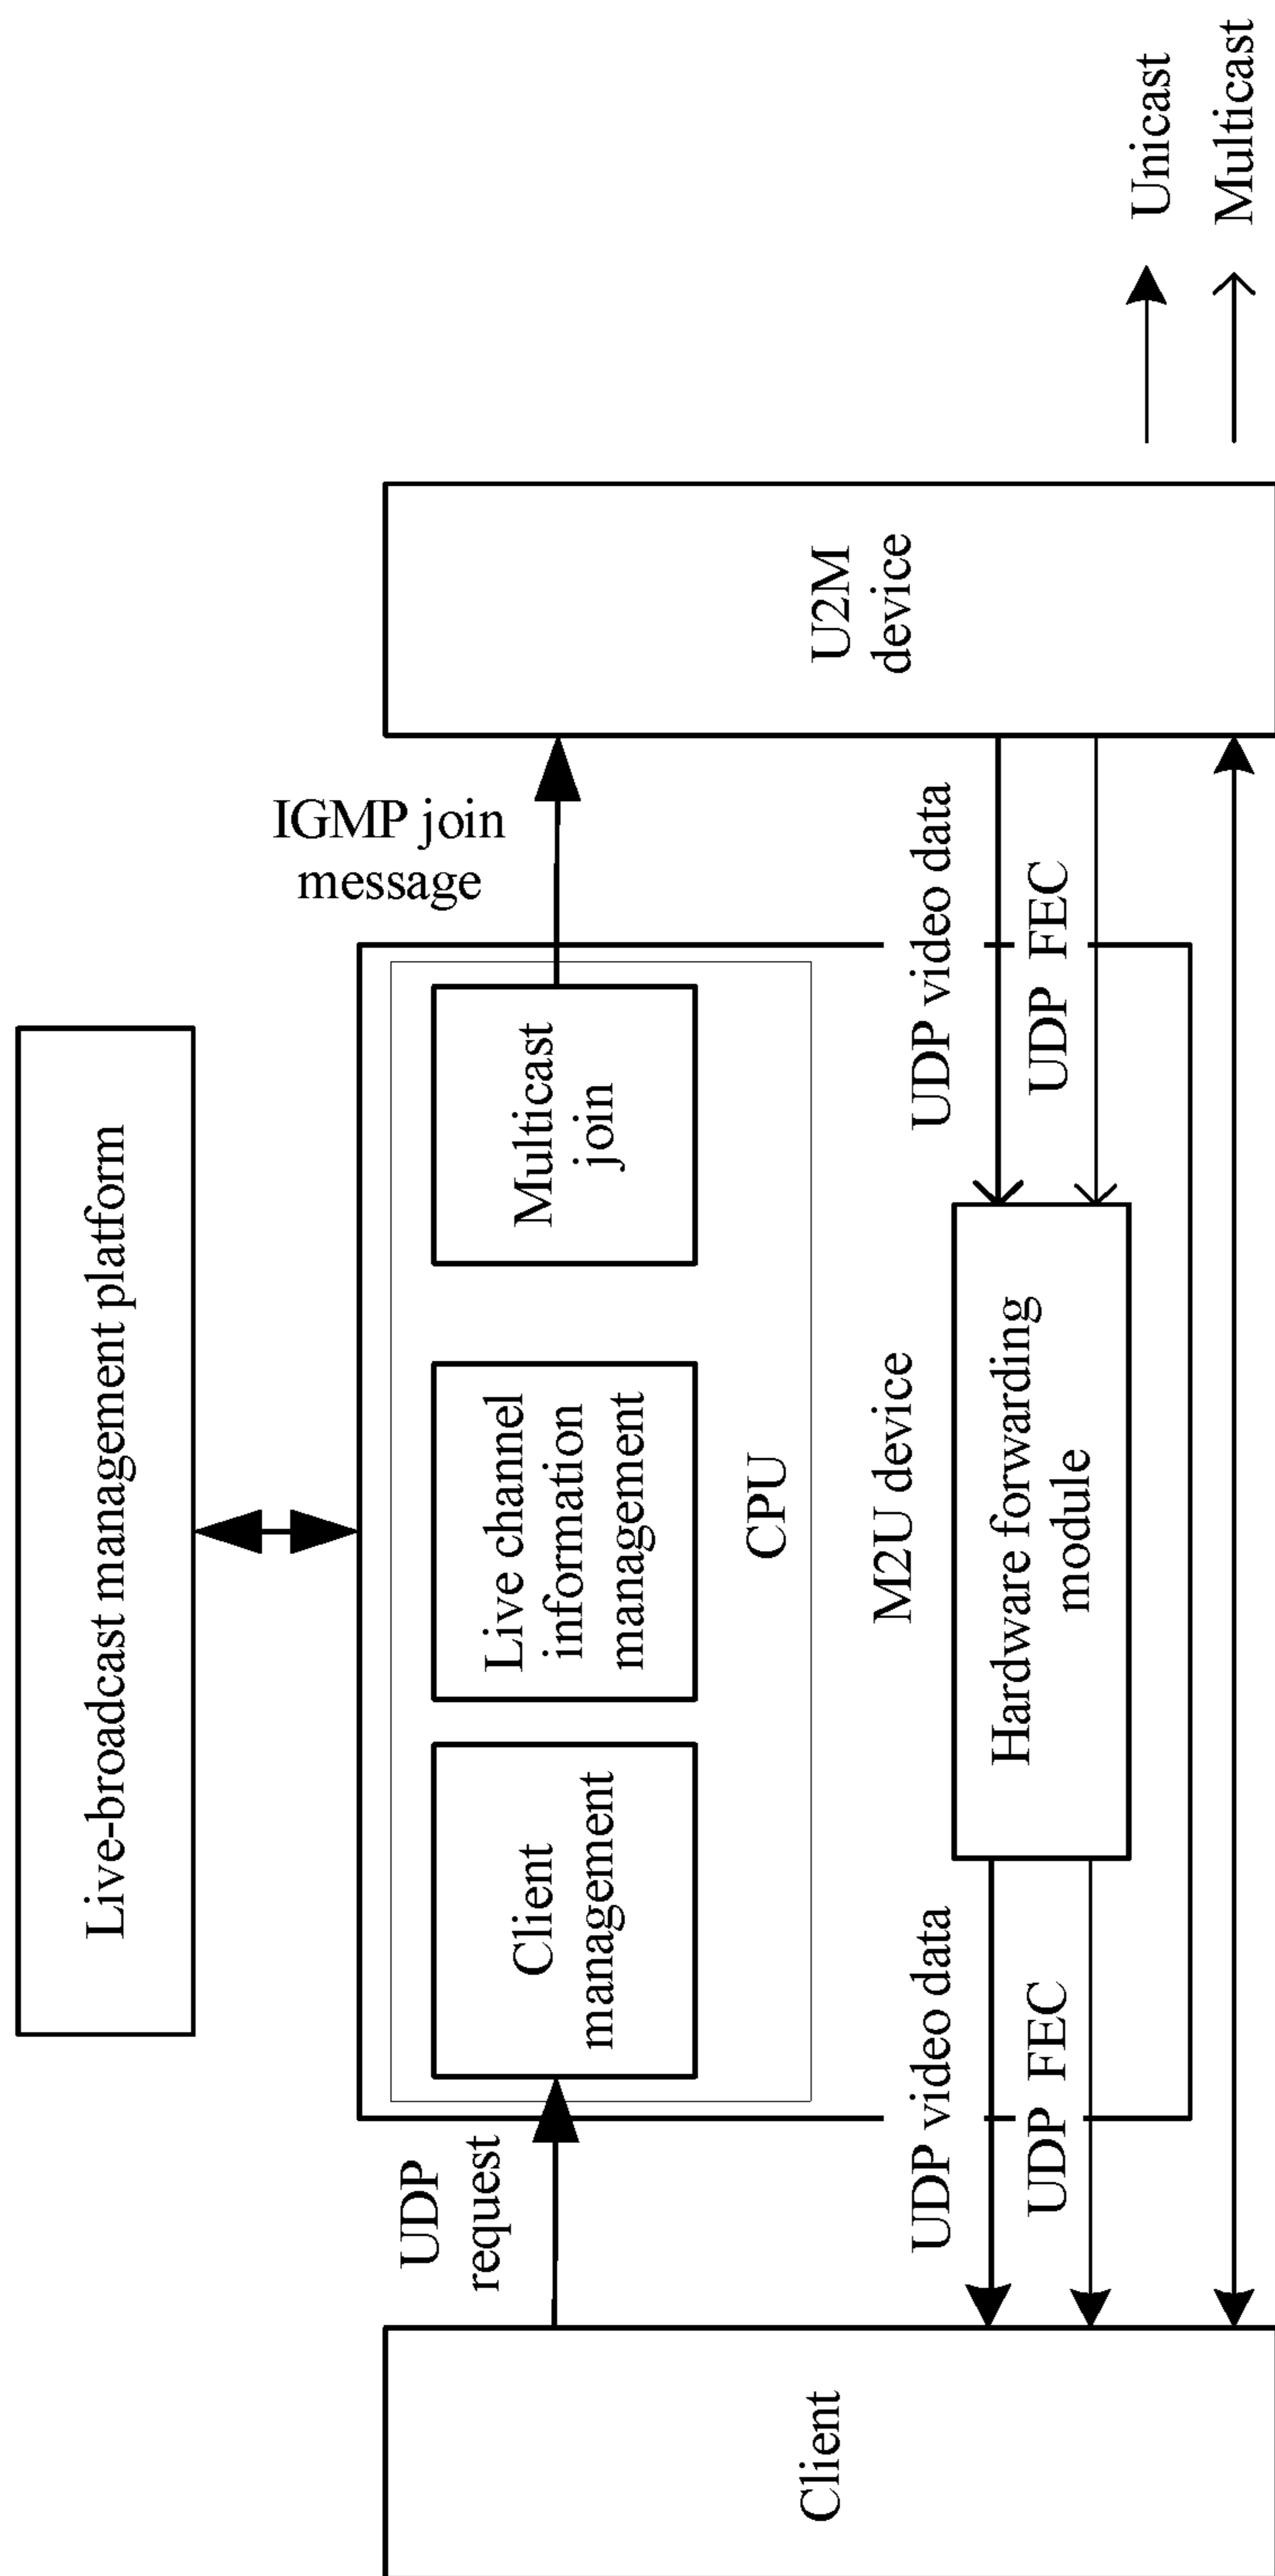 Live-broadcast management platform
UDP
request
Client
management
Live channel
information
management
Multicast
join
IGMP join
message
CPU
Client
M2U device
U2M
device
UDP video data
UDP FEC
Hardware forwarding
module
UDP video data
UDP FEC
Unicast
Multicast